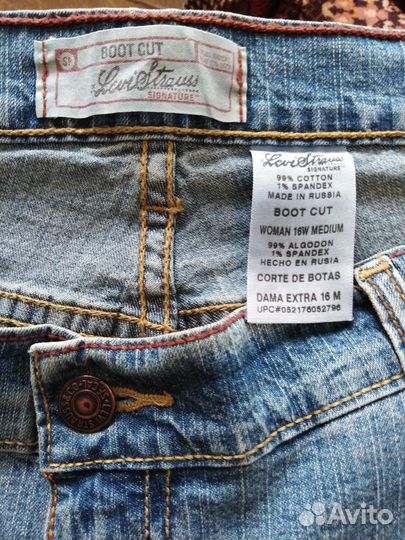 BOOT CUT
Levi Strauss
SIGNATURE
Levi Strauss
SIGNATURE
99% COTTON
1% SPANDEX
MADE IN RUSSIA
BOOT CUT
WOMAN 16W MEDIUM
99% ALGODON
1% SPANDEX
HECHO EN RUSIA
CORTE DE BOTAS
DAMA EXTRA 16 M
UPC#052176052796
Avito